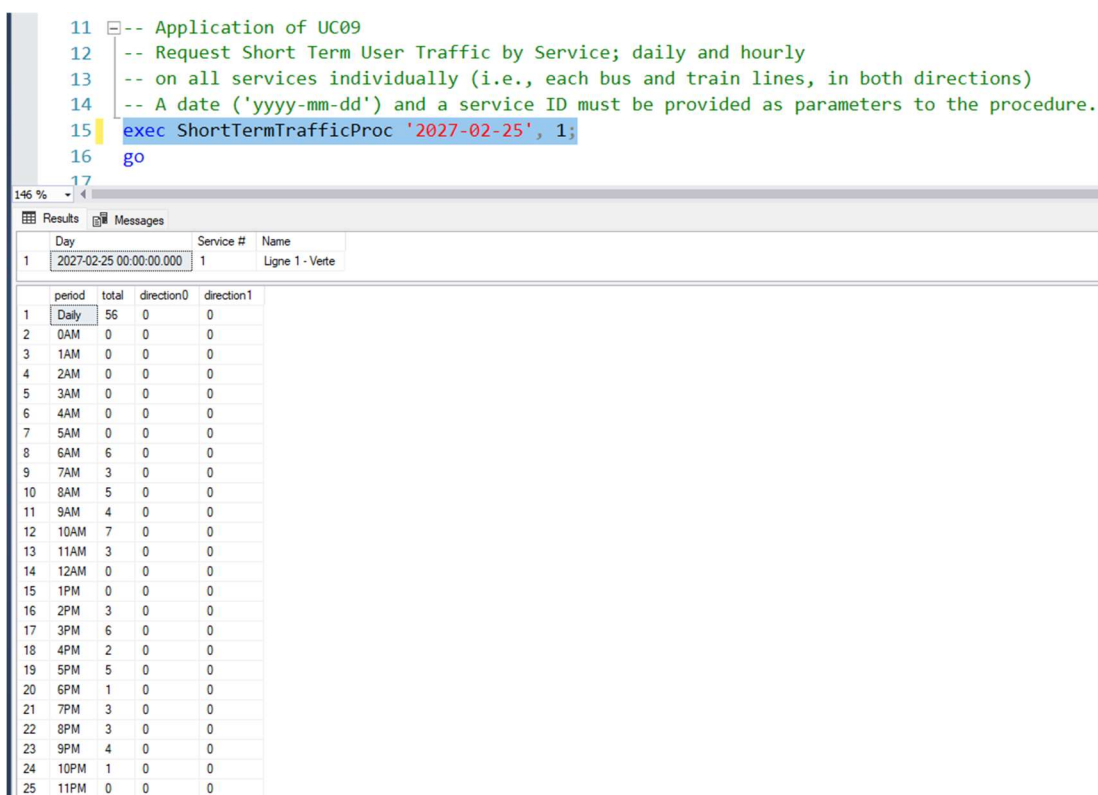 11 -- Application of UC09
12 -- Request Short Term User Traffic by Service; daily and hourly
13 -- on all services individually (i.e., each bus and train lines, in both directions)
14 -- A date ('yyyy-mm-dd') and a service ID must be provided as parameters to the procedure.
15 exec ShortTermTrafficProc '2027-02-25', 1;
16 go
17
146 %
Results Messages
Day Service # Name
1 2027-02-25 00:00:00.000 1 Ligne 1 - Verte
period total direction0 direction1
1 Daily 56 0 0
2 0AM 0 0 0
3 1AM 0 0 0
4 2AM 0 0 0
5 3AM 0 0 0
6 4AM 0 0 0
7 5AM 0 0 0
8 6AM 6 0 0
9 7AM 3 0 0
10 8AM 5 0 0
11 9AM 4 0 0
12 10AM 7 0 0
13 11AM 3 0 0
14 12AM 0 0 0
15 1PM 0 0 0
16 2PM 3 0 0
17 3PM 6 0 0
18 4PM 2 0 0
19 5PM 5 0 0
20 6PM 1 0 0
21 7PM 3 0 0
22 8PM 3 0 0
23 9PM 4 0 0
24 10PM 1 0 0
25 11PM 0 0 0